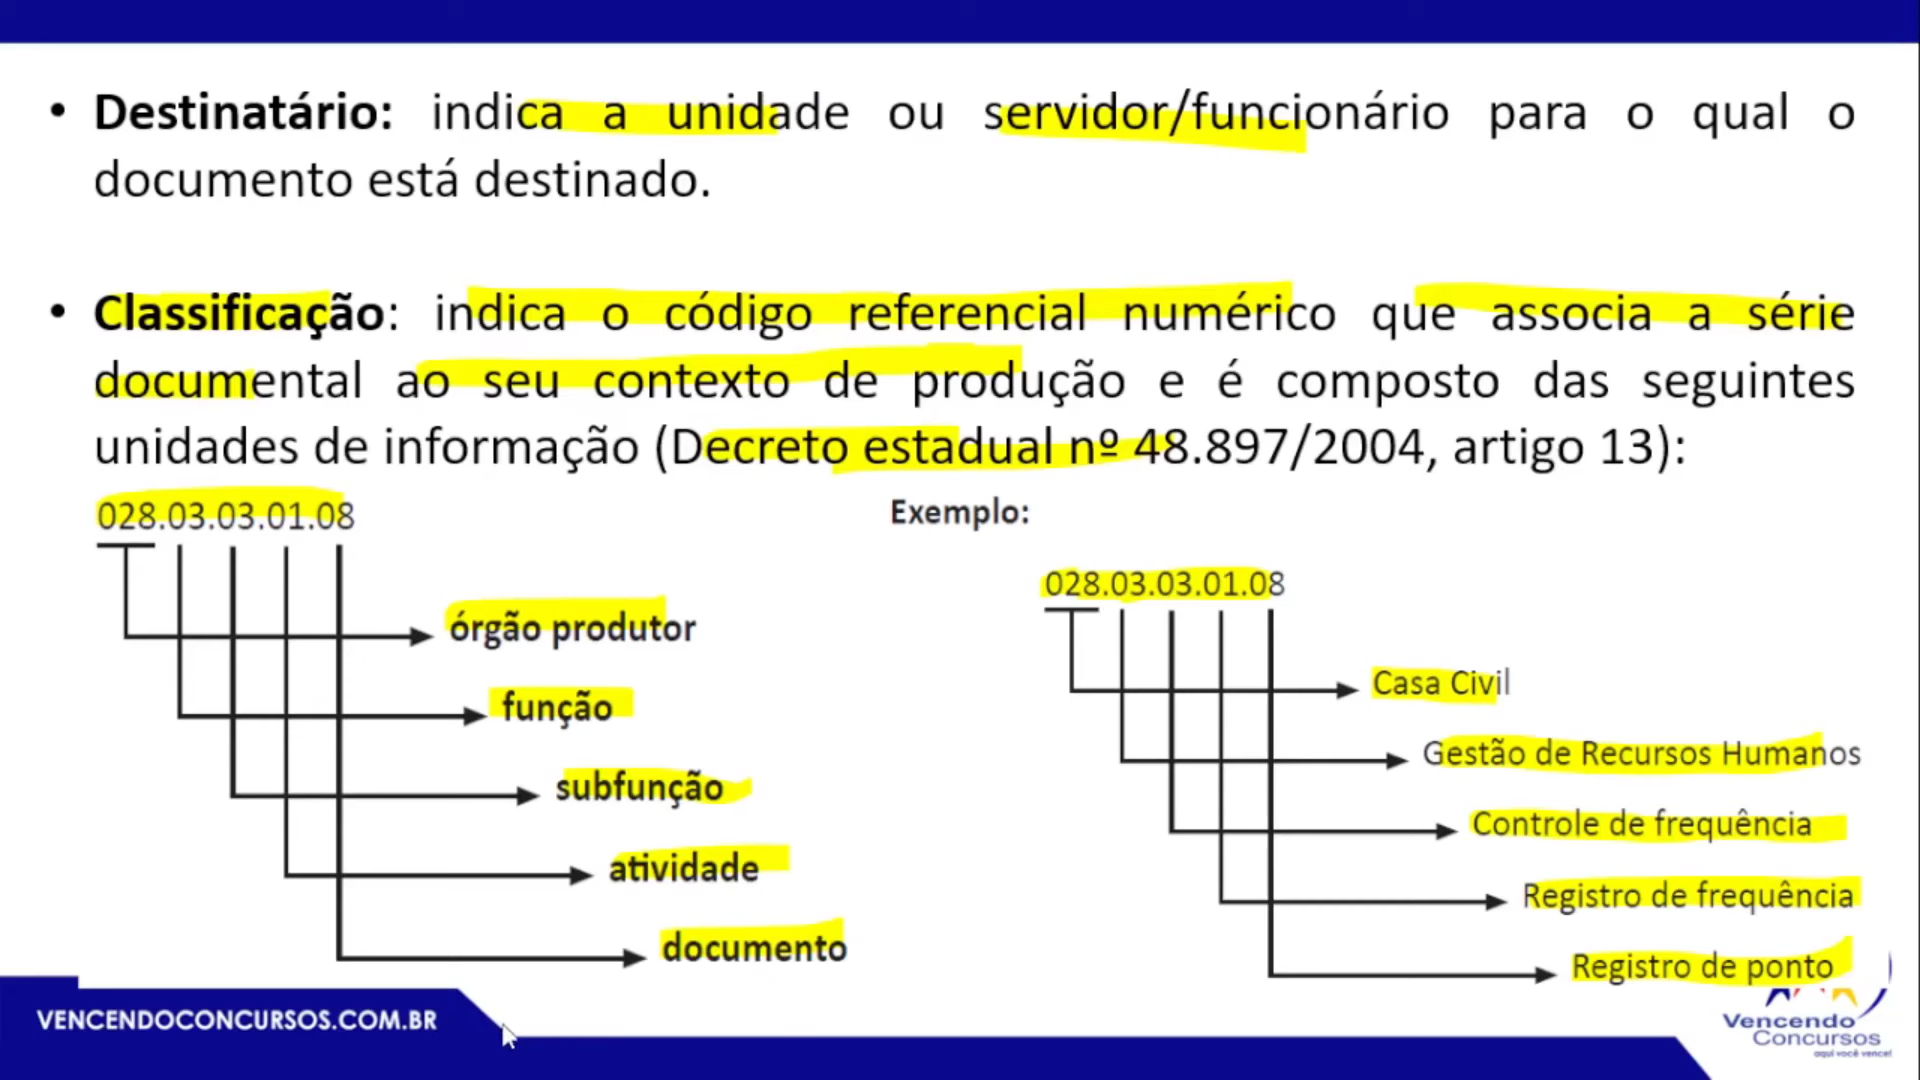 • Destinatário: indica a unidade ou servidor/funcionário para o qual o
documento está destinado.
• Classificação: indica o código referencial numérico que associa a série
documental ao seu contexto de produção e é composto das seguintes
unidades de informação (Decreto estadual nº 48.897/2004, artigo 13):
028.03.03.01.08
órgão produtor
função
subfunção
atividade
documento
Exemplo:
028.03.03.01.08
Casa Civil
Gestão de Recursos Humanos
Controle de frequência
Registro de frequência
Registro de ponto
VENCENDOCONCURSOS.COM.BR
Vencendo
Concursos
aqui você vence!